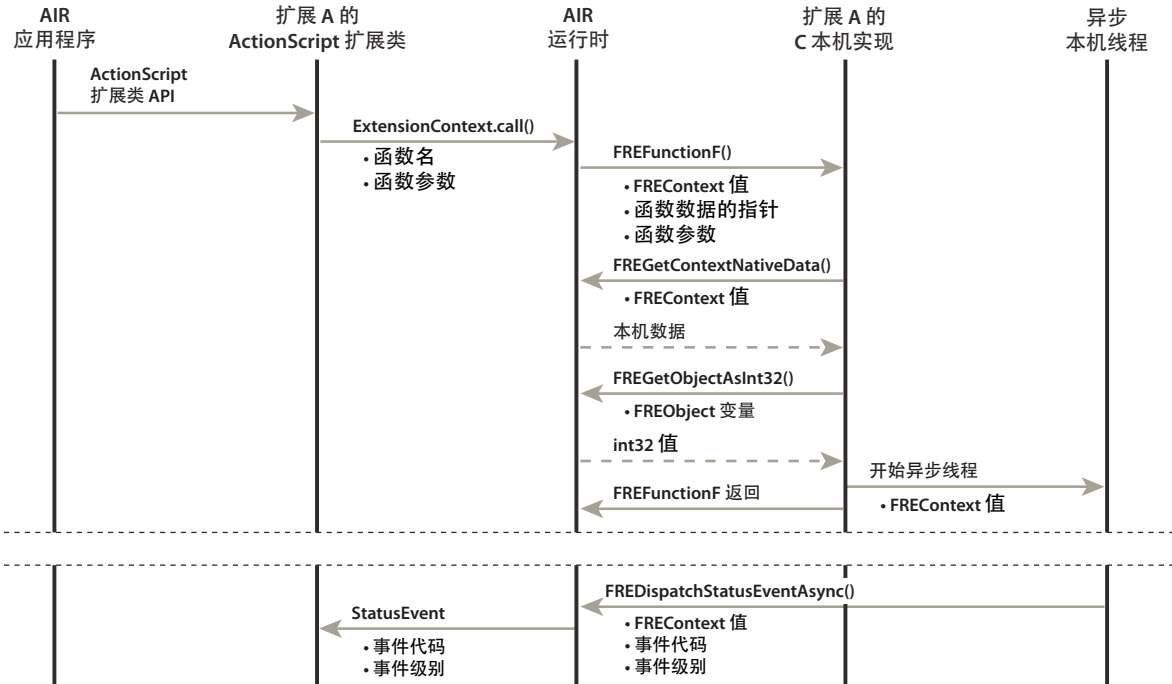 AIR
应用程序
扩展 A 的
ActionScript 扩展类
AIR
运行时
扩展 A 的
C 本机实现
异步
本机线程
ActionScript
扩展类 API
ExtensionContext.call()
• 函数名
• 函数参数
FREFunctionF()
• FREContext 值
• 函数数据的指针
• 函数参数
FREGetContextNativeData()
• FREContext 值
本机数据
FREGetObjectAsInt32()
• FREObject 变量
int32 值
开始异步线程
• FREContext 值
FREFunctionF 返回
FREDispatchStatusEventAsync()
• FREContext 值
• 事件代码
• 事件级别
StatusEvent
• 事件代码
• 事件级别